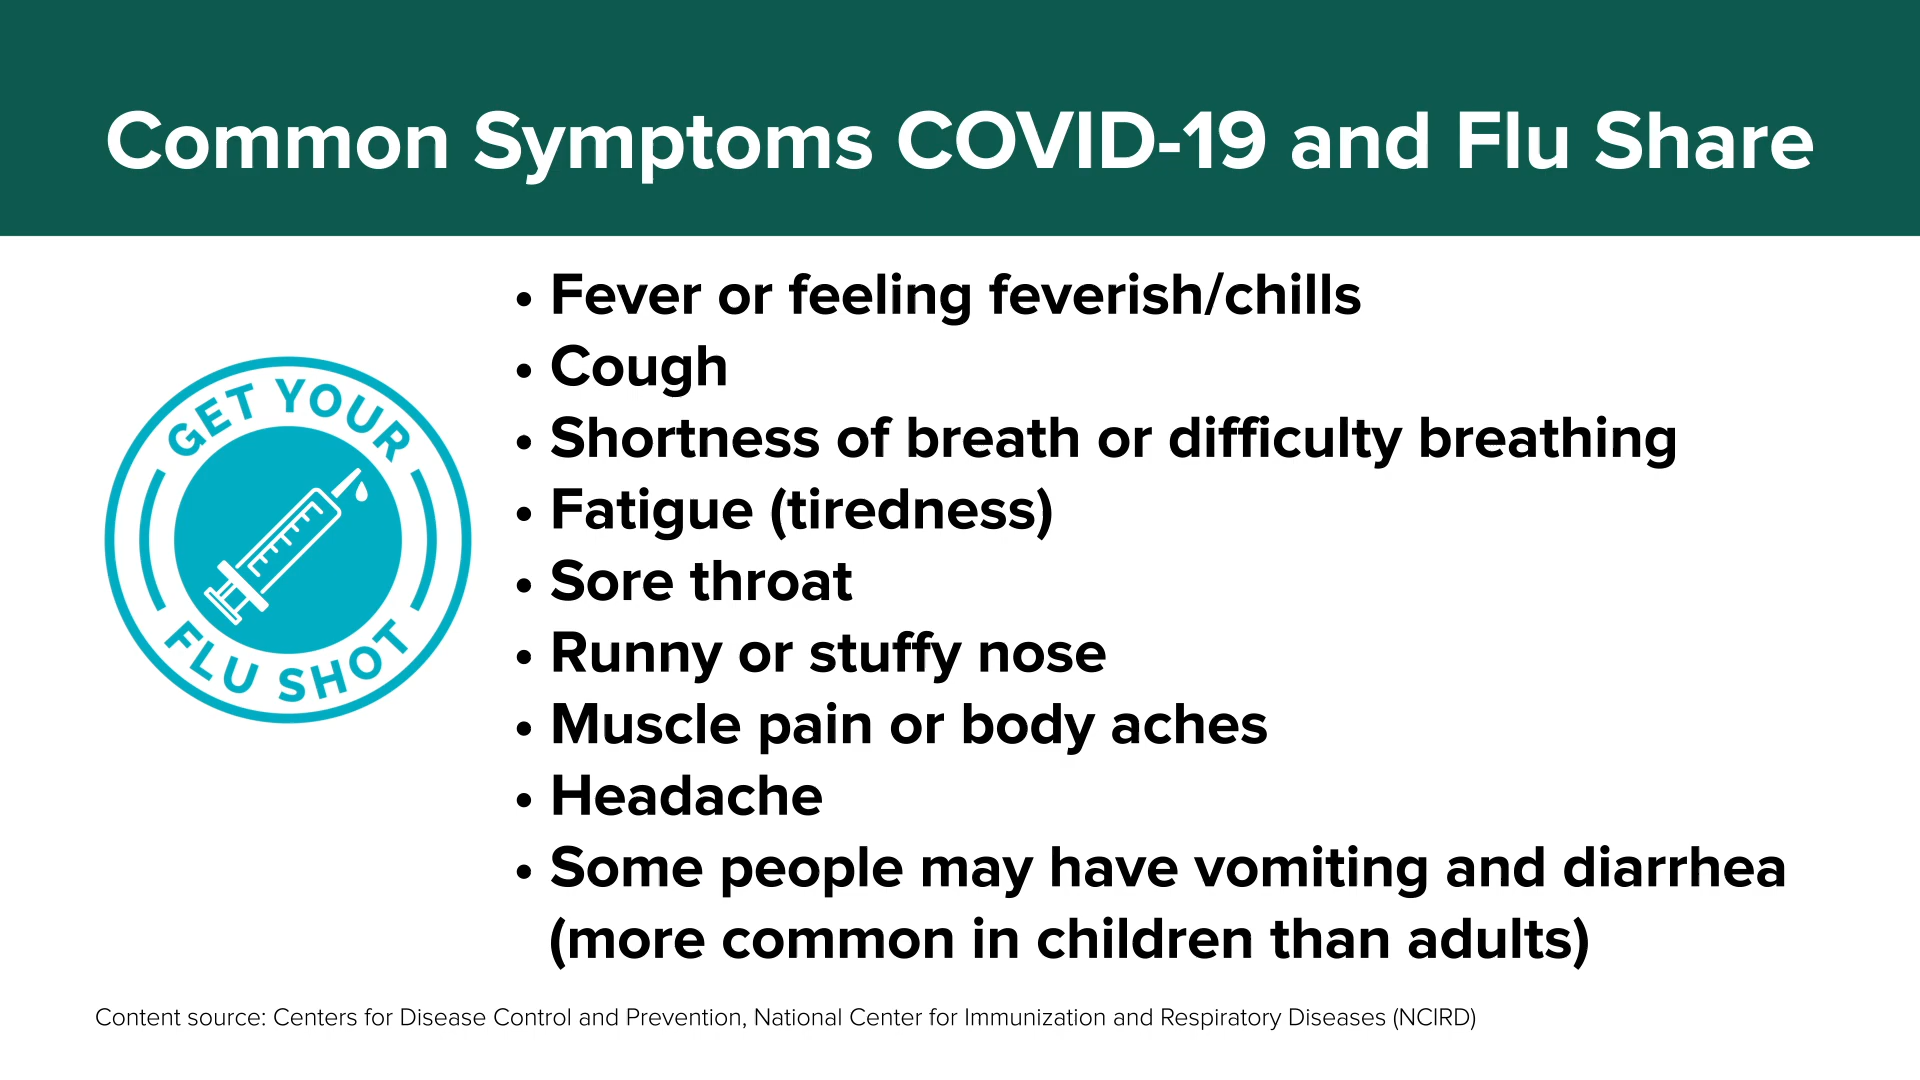 Common Symptoms COVID-19 and Flu Share
GET YOUR
FLU SHOT
• Fever or feeling feverish/chills
• Cough
• Shortness of breath or difficulty breathing
• Fatigue (tiredness)
• Sore throat
• Runny or stuffy nose
• Muscle pain or body aches
• Headache
• Some people may have vomiting and diarrhea
(more common in children than adults)
Content source: Centers for Disease Control and Prevention, National Center for Immunization and Respiratory Diseases (NCIRD)